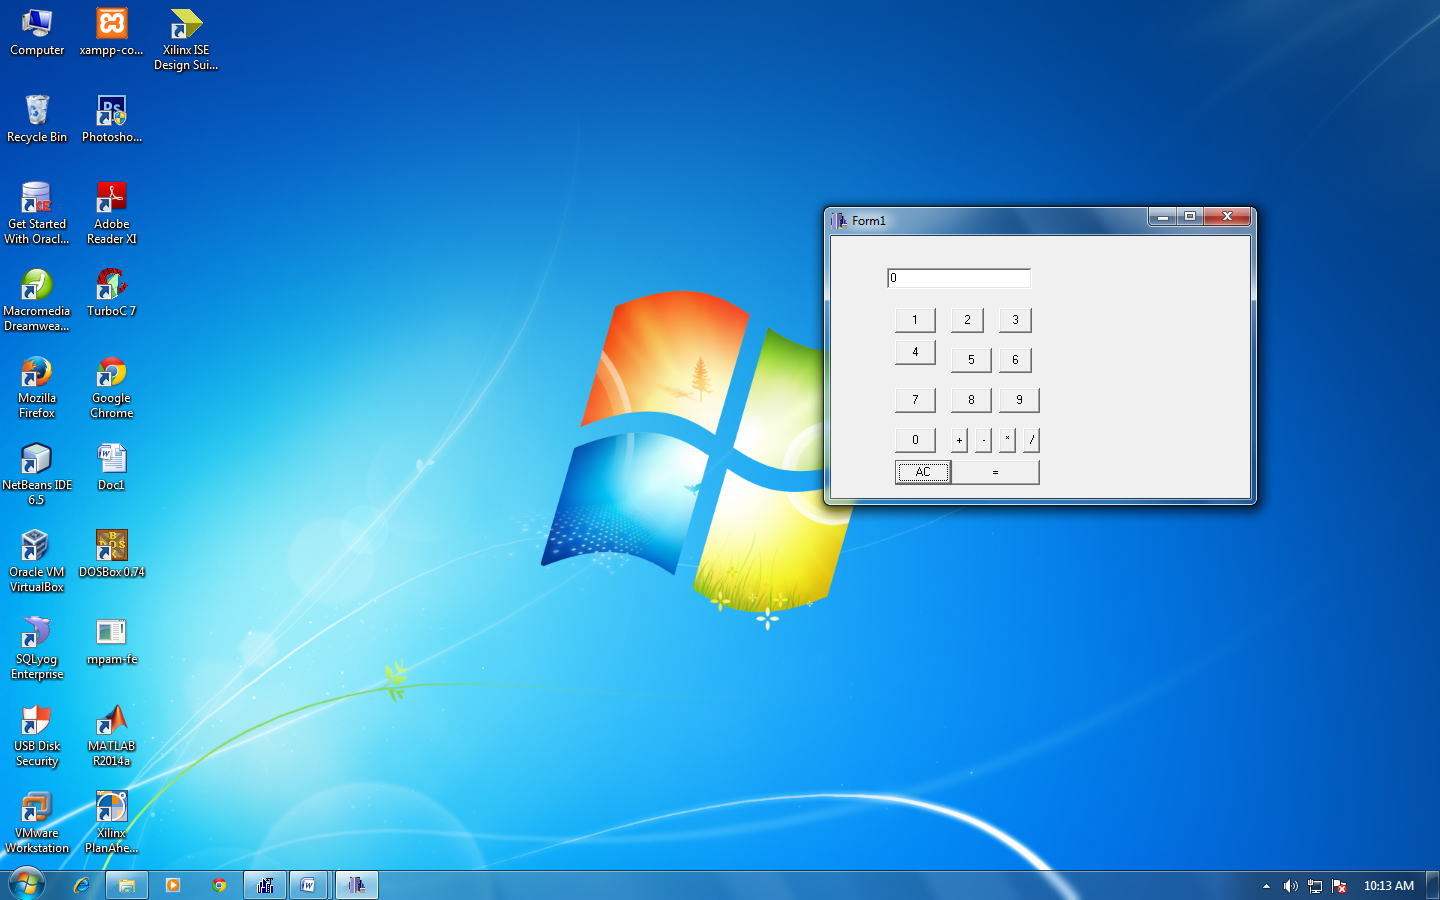 Computer
xampp-co...
Xilinx ISE
Design Sui...
Recycle Bin
Photosho...
Get Started
With Oracl...
Adobe
Reader XI
Macromedia
Dreamwea...
TurboC 7
Mozilla
Firefox
Google
Chrome
NetBeans IDE
6.5
Doc1
Oracle VM
VirtualBox
DOSBox 0.74
SQLyog
Enterprise
mpam-fe
USB Disk
Security
MATLAB
R2014a
VMware
Workstation
Xilinx
PlanAhe...
Form1
0
1 2 3
4 5 6
7 8 9
0 + - * /
AC =
10:13 AM